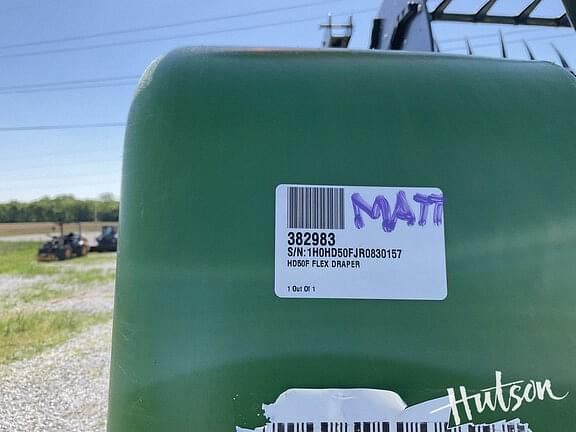 MATT
382983
S/N:1H0HD50FJR0830157
HD50F FLEX DRAPER
1 Out Of 1
Hutson